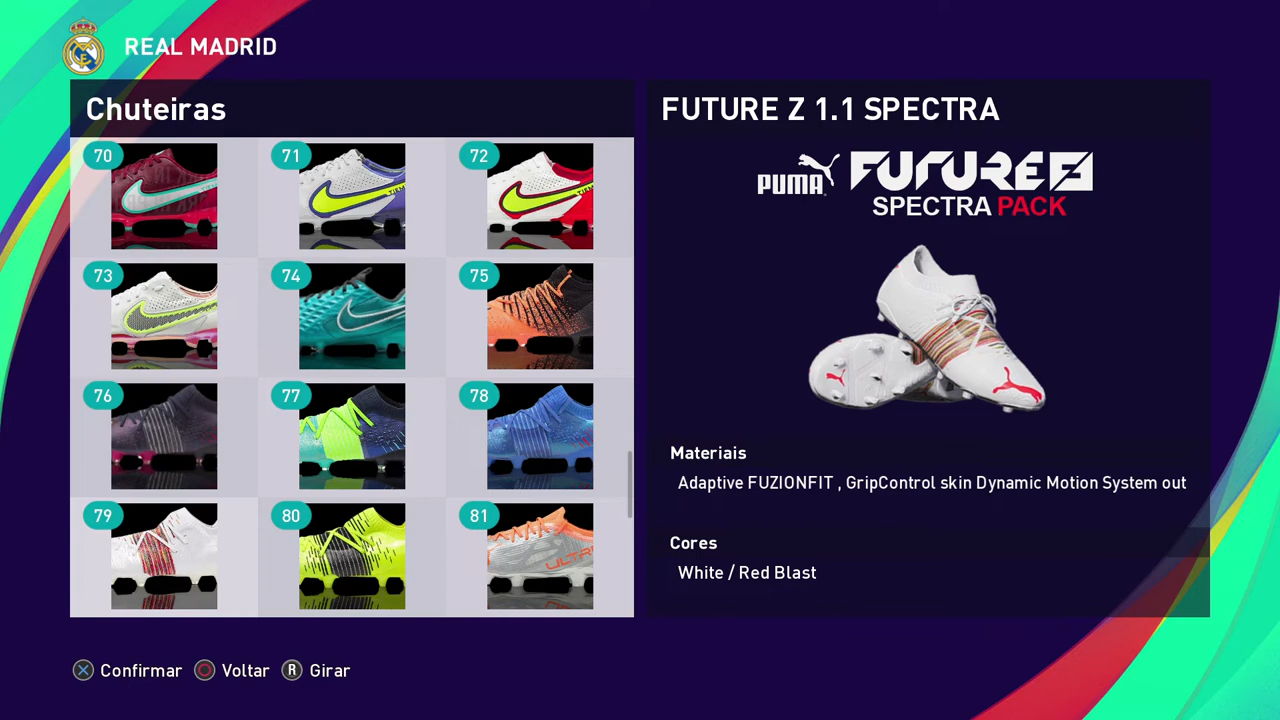 REAL MADRID
Chuteiras
FUTURE Z 1.1 SPECTRA
70
71
72
73
74
75
76
77
78
79
80
81
PUMA
FUTURE Z
SPECTRA PACK
Materiais
Adaptive FUZIONFIT , GripControl skin Dynamic Motion System out
Cores
White / Red Blast
Confirmar
Voltar
R
Girar